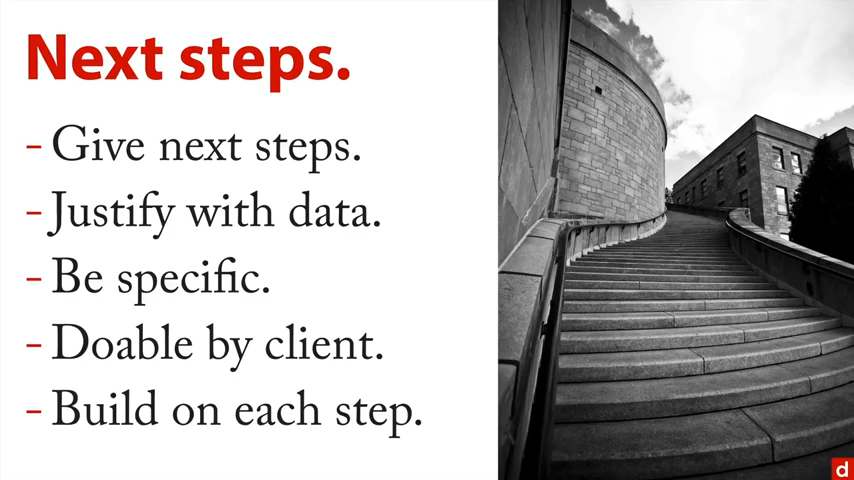 Next steps.
- Give next steps.
- Justify with data.
- Be specific.
- Doable by client.
- Build on each step.
d